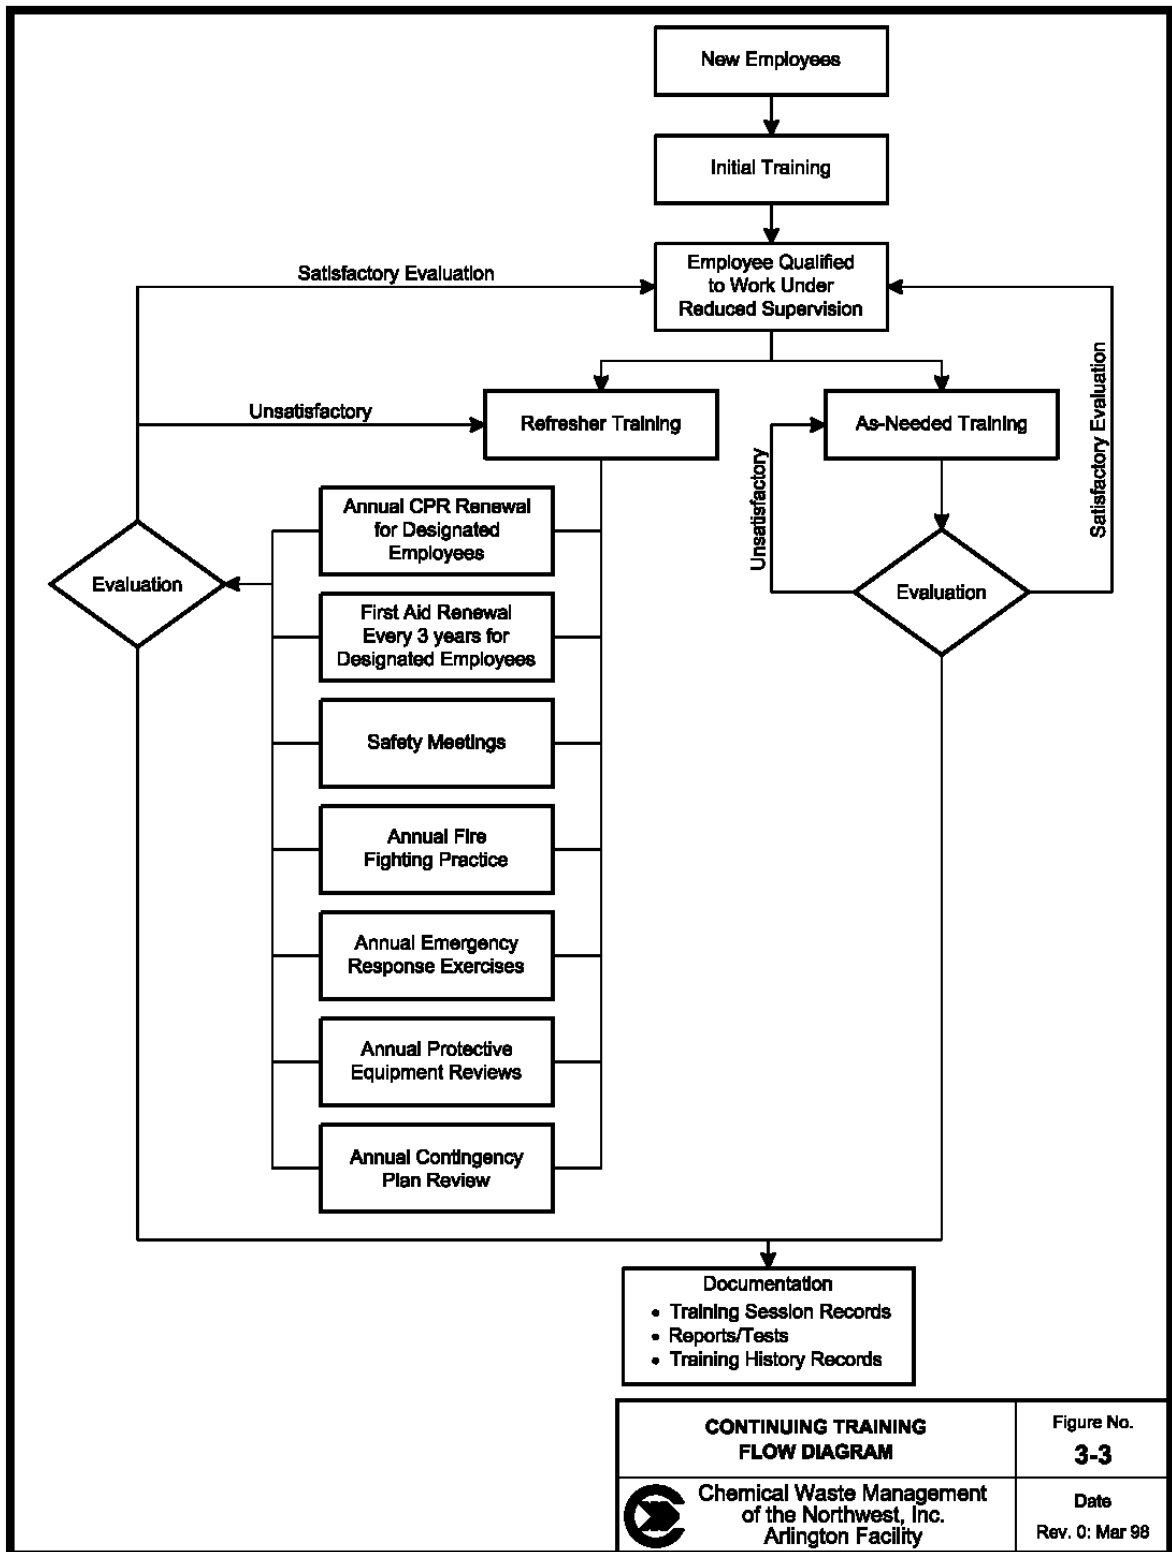 New Employees
Initial Training
Employee Qualified
to Work Under
Reduced Supervision
Satisfactory Evaluation
Satisfactory Evaluation
Unsatisfactory
Refresher Training
As-Needed Training
Unsatisfactory
Annual CPR Renewal
for Designated
Employees
Evaluation
Evaluation
First Aid Renewal
Every 3 years for
Designated Employees
Safety Meetings
Annual Fire
Fighting Practice
Annual Emergency
Response Exercises
Annual Protective
Equipment Reviews
Annual Contingency
Plan Review
Documentation
• Training Session Records
• Reports/Tests
• Training History Records
CONTINUING TRAINING
FLOW DIAGRAM
Figure No.
3-3
Chemical Waste Management
of the Northwest, Inc.
Arlington Facility
Date
Rev. 0: Mar 98